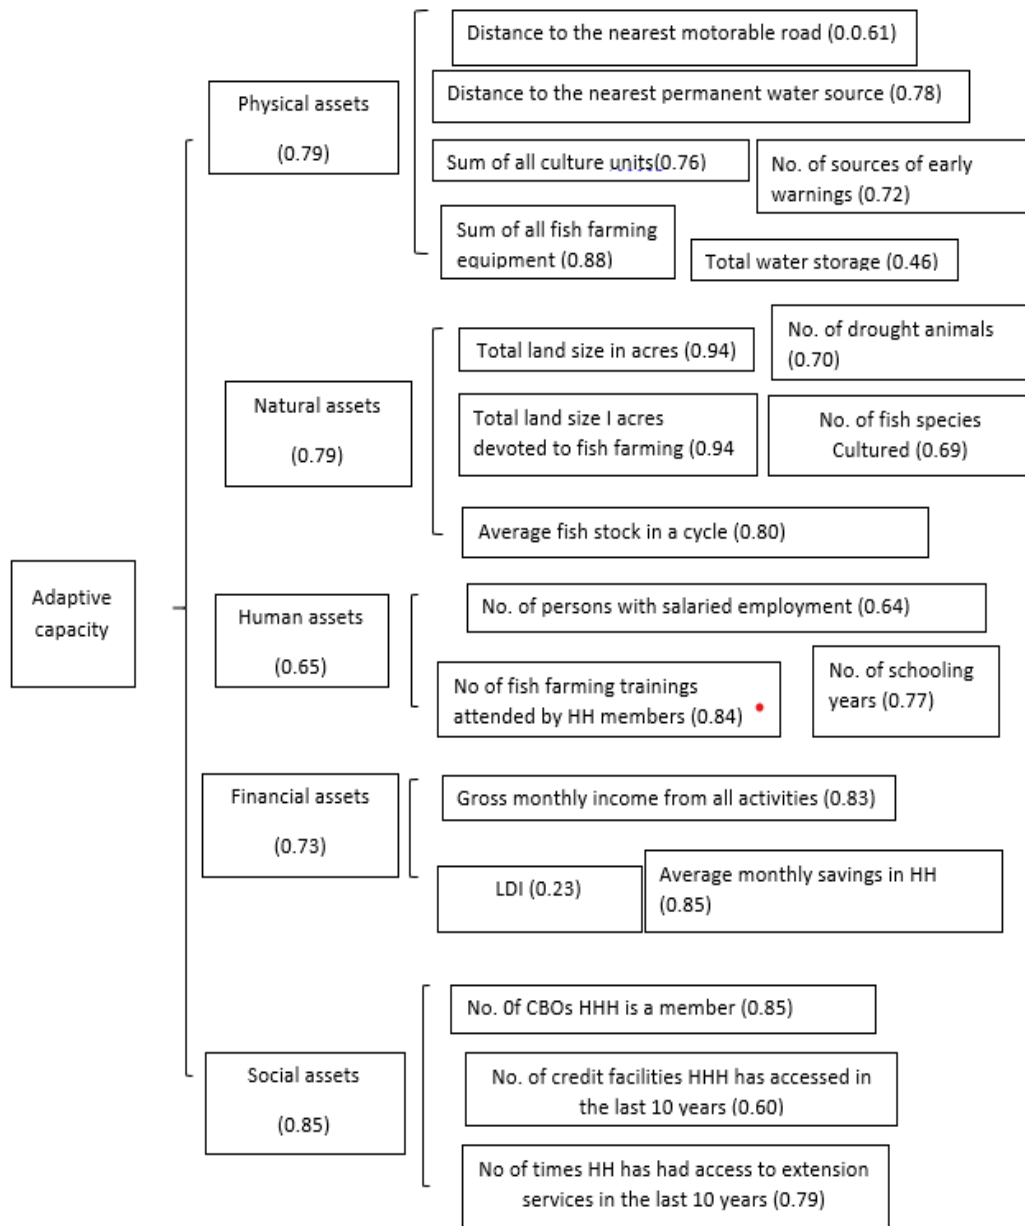 Distance to the nearest motorable road (0.0.61)
Physical assets
(0.79)
Distance to the nearest permanent water source (0.78)
Sum of all culture units(0.76)
No. of sources of early
warnings (0.72)
Sum of all fish farming
equipment (0.88)
Total water storage (0.46)
Natural assets
(0.79)
Total land size in acres (0.94)
No. of drought animals
(0.70)
Total land size I acres
devoted to fish farming (0.94
No. of fish species
Cultured (0.69)
Average fish stock in a cycle (0.80)
Adaptive
capacity
Human assets
(0.65)
No. of persons with salaried employment (0.64)
No of fish farming trainings
attended by HH members (0.84)
No. of schooling
years (0.77)
Financial assets
(0.73)
Gross monthly income from all activities (0.83)
LDI (0.23)
Average monthly savings in HH
(0.85)
Social assets
(0.85)
No. 0f CBOs HHH is a member (0.85)
No. of credit facilities HHH has accessed in
the last 10 years (0.60)
No of times HH has had access to extension
services in the last 10 years (0.79)